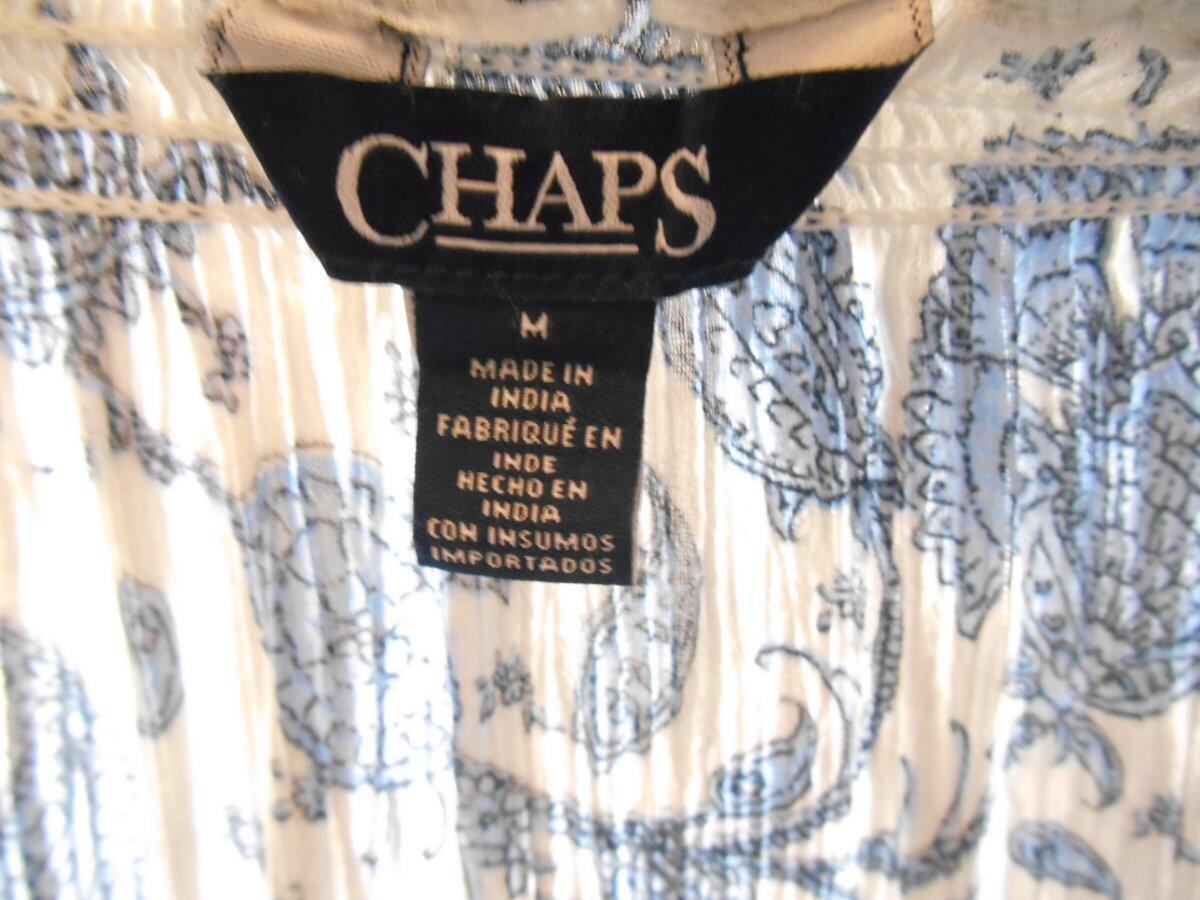 CHAPS
M
MADE IN
INDIA
FABRIQUÉ EN
INDE
HECHO EN
INDIA
CON INSUMOS
IMPORTADOS